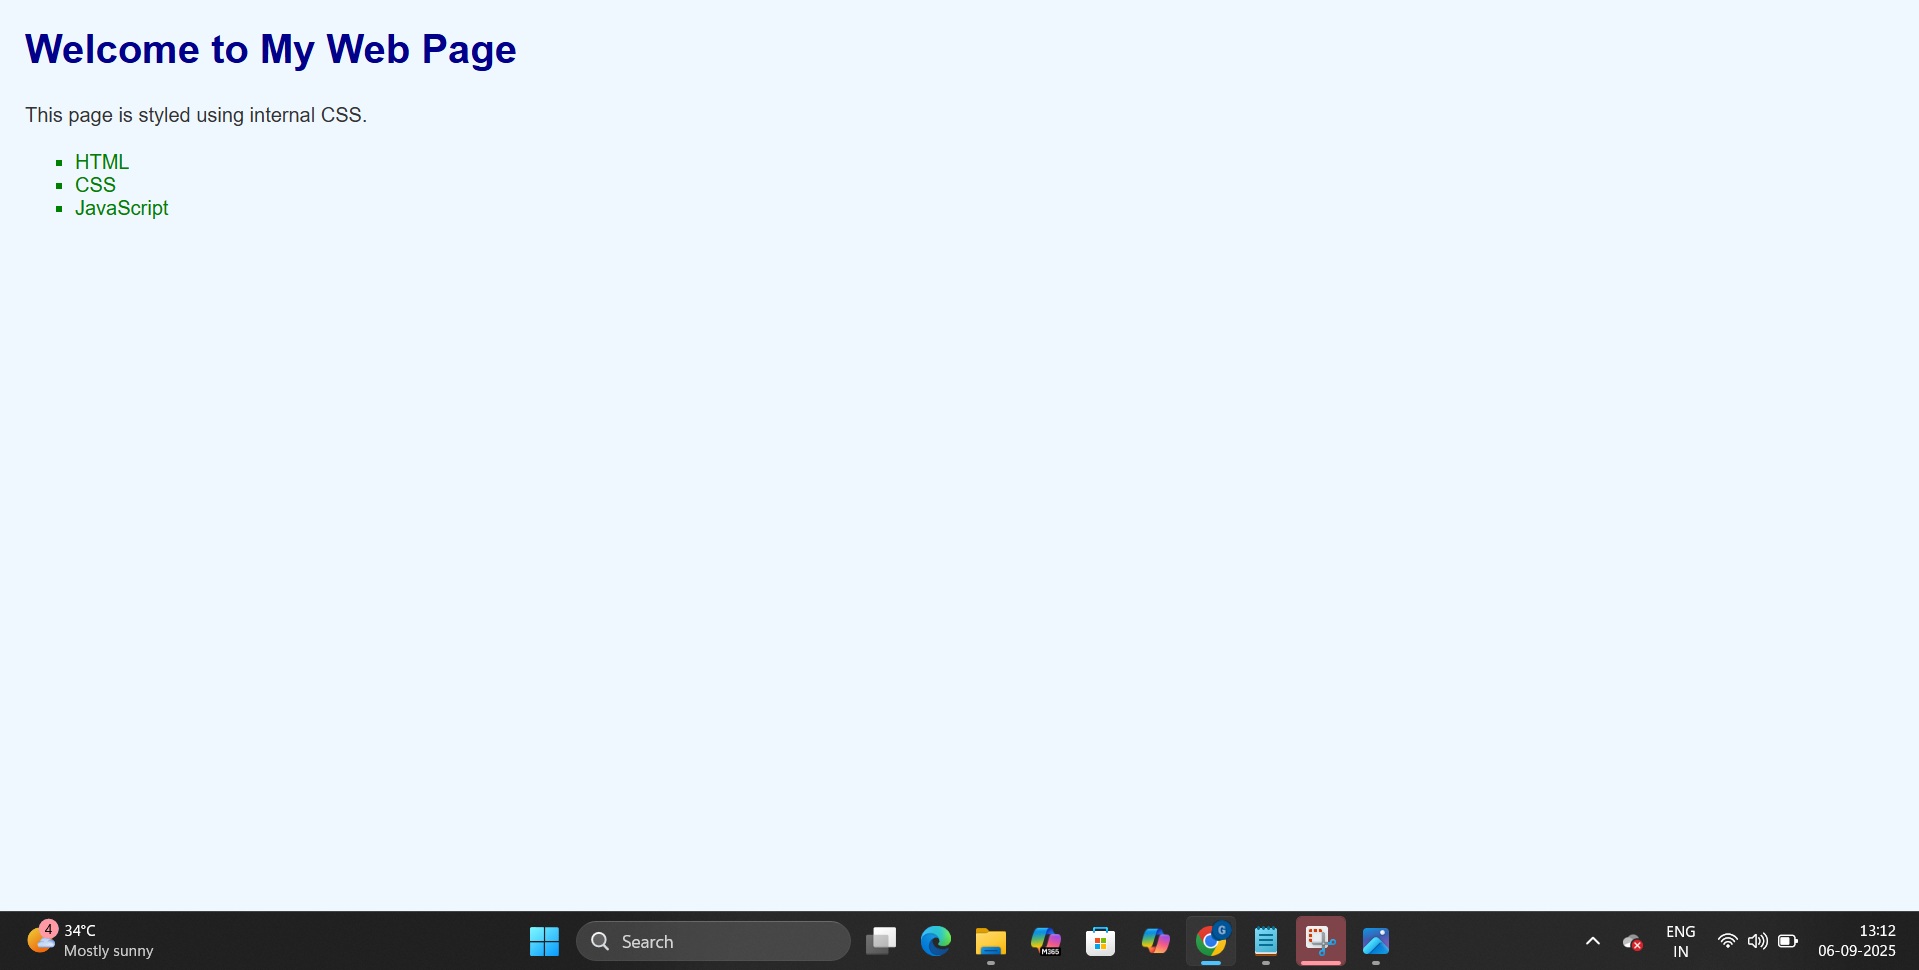 Welcome to My Web Page
This page is styled using internal CSS.
HTML
CSS
JavaScript
4
34°C
Mostly sunny
Search
M365
G
ENG
IN
13:12
06-09-2025